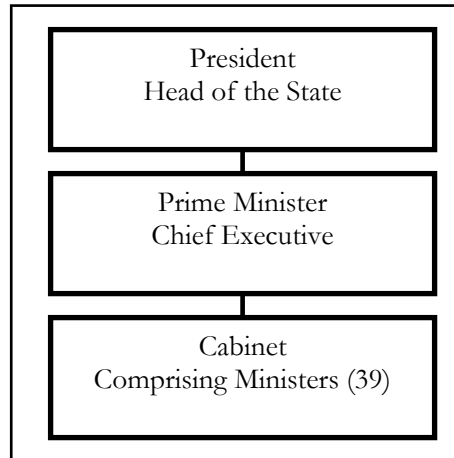 President
Head of the State
Prime Minister
Chief Executive
Cabinet
Comprising Ministers (39)